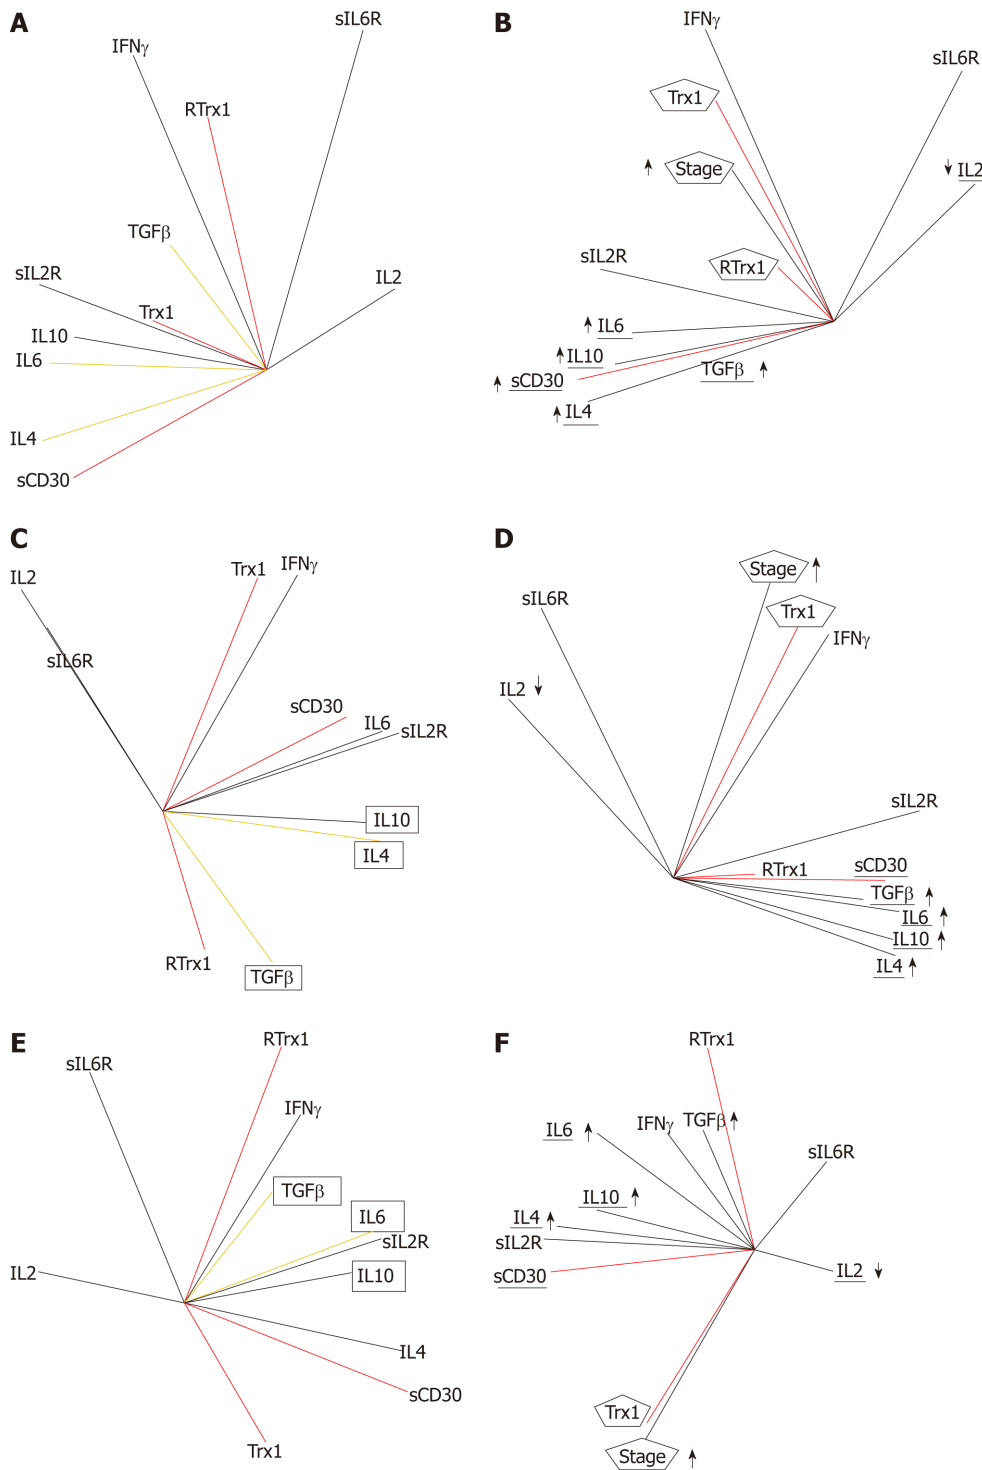 A
sIL6R
IFNγ
RTrx1
TGFβ
sIL2R
IL2
Trx1
IL10
IL6
IL4
sCD30
B
IFNγ
sIL6R
Trx1
Stage
IL2
sIL2R
RTrx1
IL6
IL10
TGFβ
sCD30
IL4
C
IL2
Trx1
IFNγ
sIL6R
sCD30
IL6
sIL2R
IL10
IL4
RTrx1
TGFβ
D
Stage
sIL6R
Trx1
IFNγ
IL2
sIL2R
RTrx1
sCD30
TGFβ
IL6
IL10
IL4
E
RTrx1
sIL6R
IFNγ
TGFβ
IL6
sIL2R
IL2
IL10
IL4
sCD30
Trx1
F
RTrx1
IL6
IFNγ
TGFβ
sIL6R
IL10
IL4
sIL2R
sCD30
IL2
Trx1
Stage